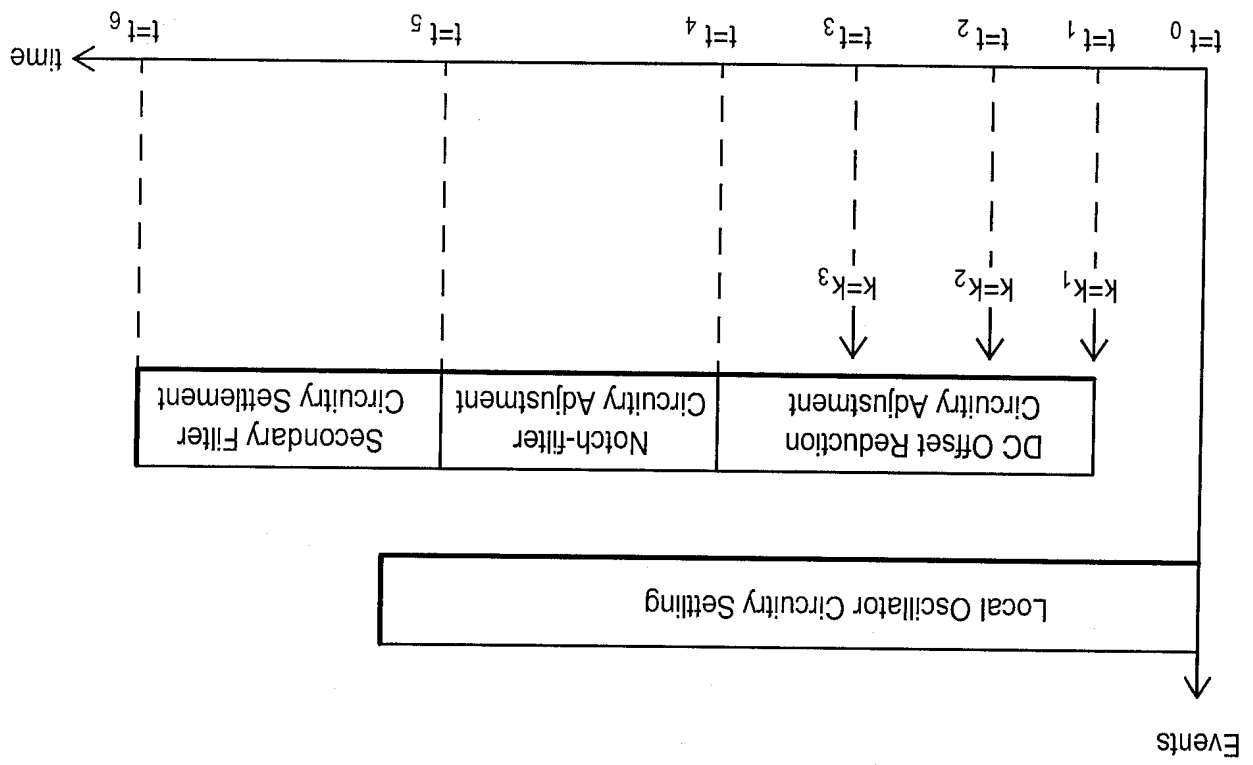 Events
Local Oscillator Circuitry Settling
DC Offset Reduction
Circuitry Adjustment
Notch-filter
Circuitry Adjustment
Secondary Filter
Circuitry Settlement
k=k1
k=k2
k=k3
time
t=t0
t=t1
t=t2
t=t3
t=t4
t=t5
t=t6